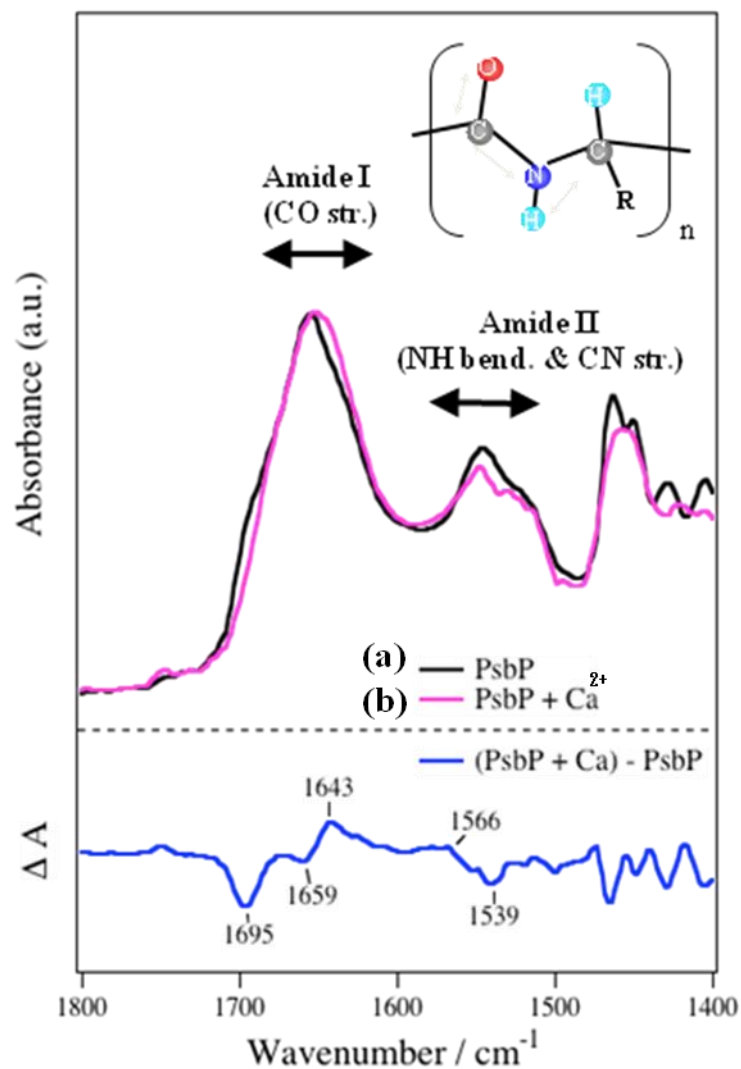 O
H
C
C
N
H
R
n
Amide I
(CO str.)
Amide II
(NH bend. & CN str.)
Absorbance (a.u.)
(a) PsbP
(b) PsbP + Ca2+
(PsbP + Ca) - PsbP
Δ A
1643
1566
1659
1539
1695
1800 1700 1600 1500 1400
Wavenumber / cm-1